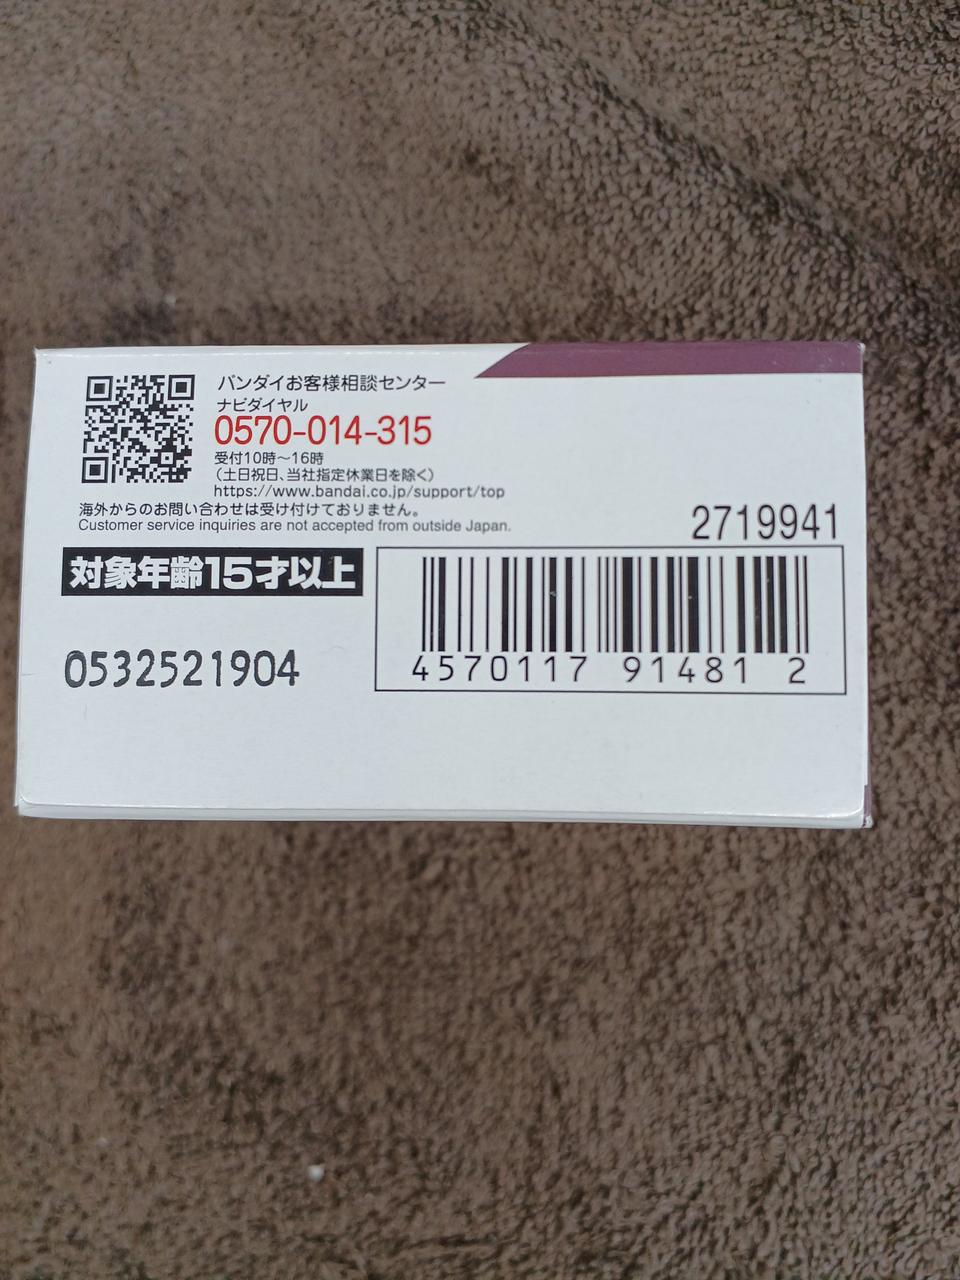 バンダイお客様相談センター
ナビダイヤル
0570-014-315
受付10時～16時
（土日祝日、当社指定休業日を除く）
https://www.bandai.co.jp/support/top
海外からのお問い合わせは受け付けておりません。
Customer service inquiries are not accepted from outside Japan.
2719941
対象年齢15才以上
0532521904
4570117 91481 2